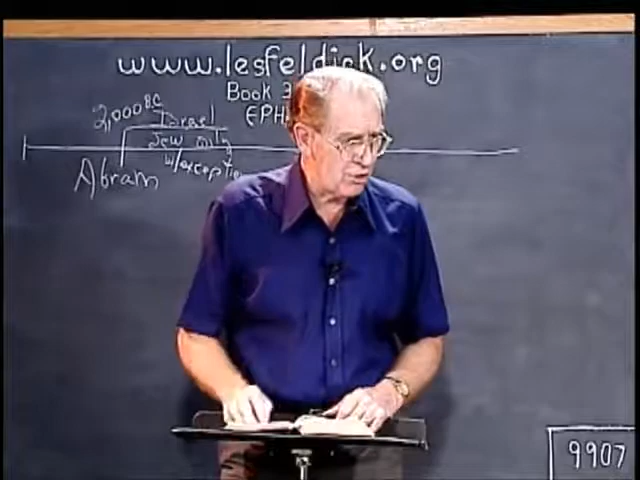 www.lesfeldick.org
Book 3
EPH
2,000 BC
Israel
Jew only
w/exception
Abram
9907